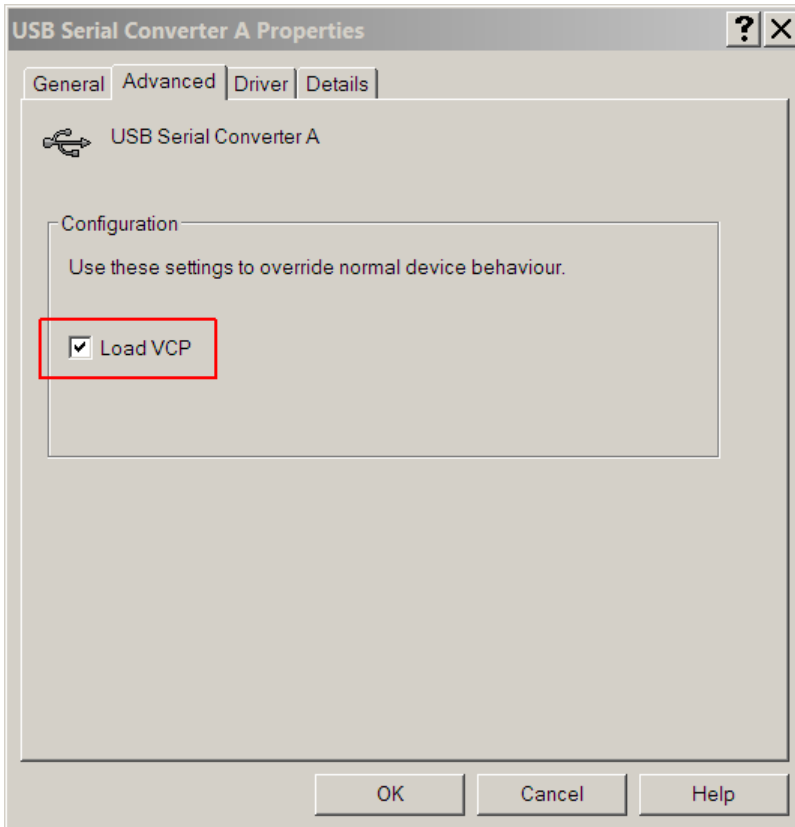 USB Serial Converter A Properties
General Advanced Driver Details
USB Serial Converter A
Configuration
Use these settings to override normal device behaviour.
Load VCP
OK Cancel Help